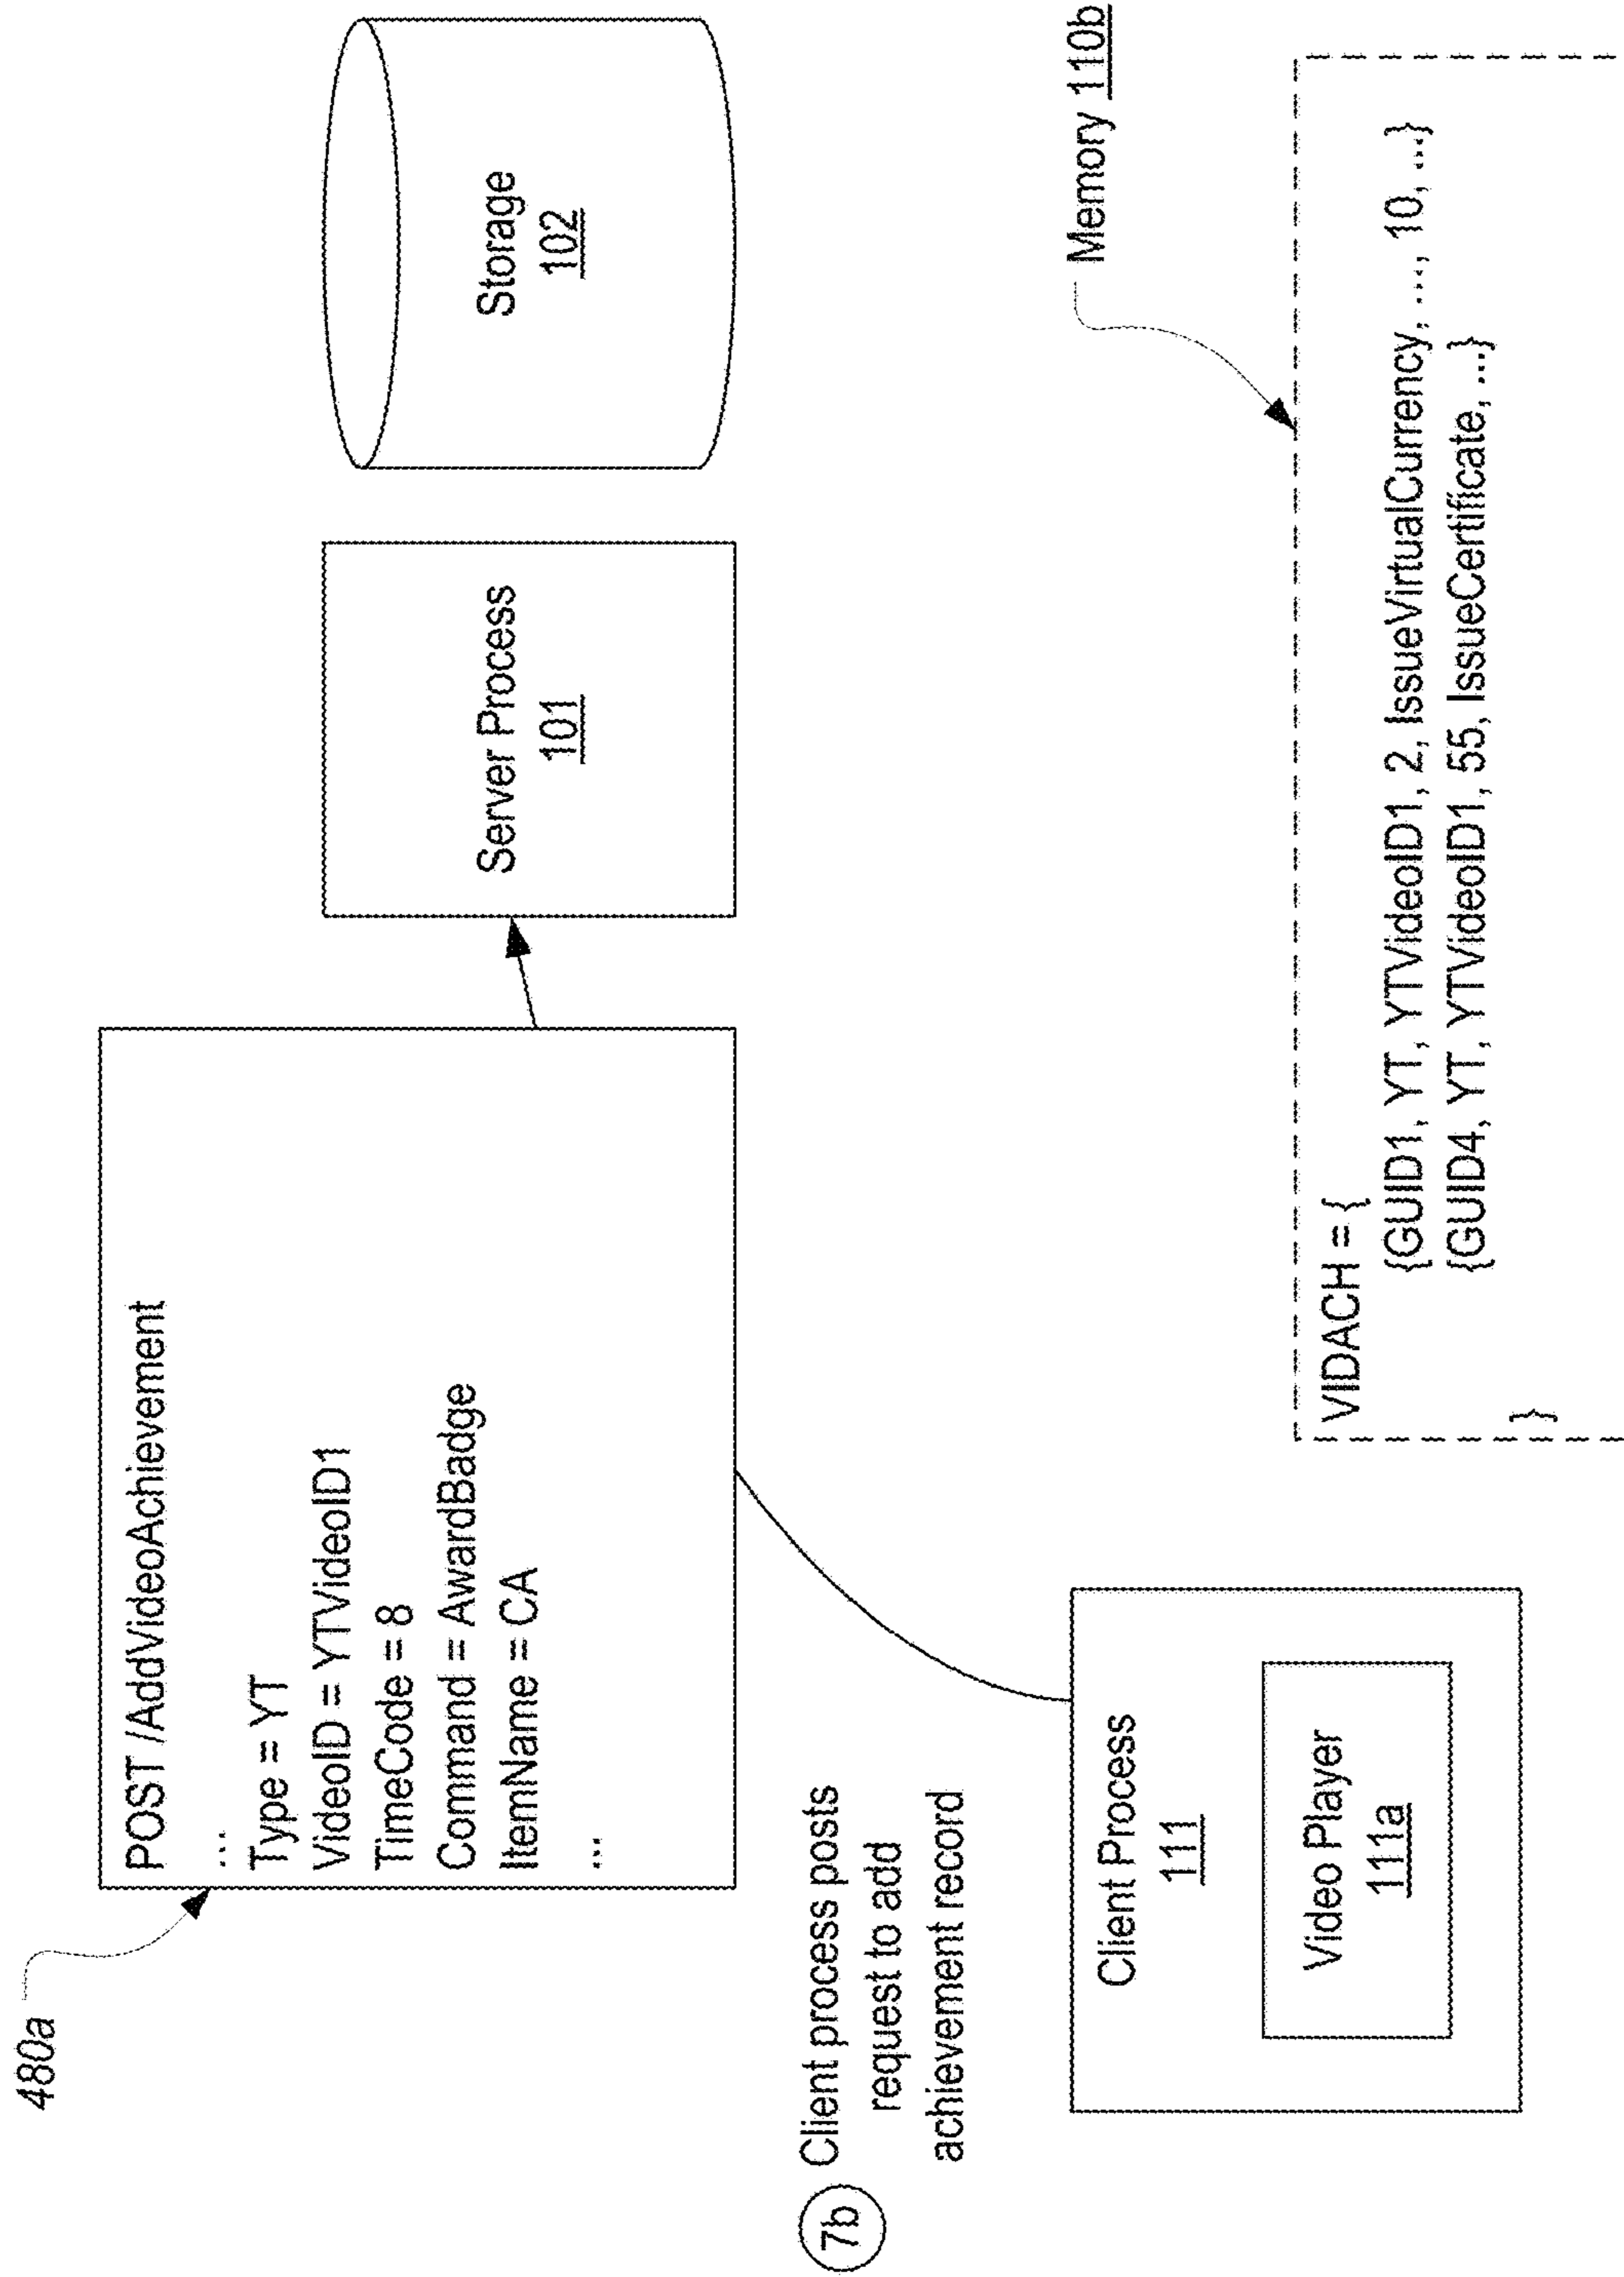 480a
POST /AddVideoAchievement
...
Type = YT
VideoID = YTVideoID1
TimeCode = 8
Command = AwardBadge
ItemName = CA
...
Server Process
101
Storage
102
7b
Client process posts
request to add
achievement record
Client Process
111
Video Player
111a
Memory 110b
VIDACH = {
{GUID1, YT, YTVideoID1, 2, IssueVirtualCurrency, ..., 10, ...}
{GUID4, YT, YTVideoID1, 55, IssueCertificate, ...}
}